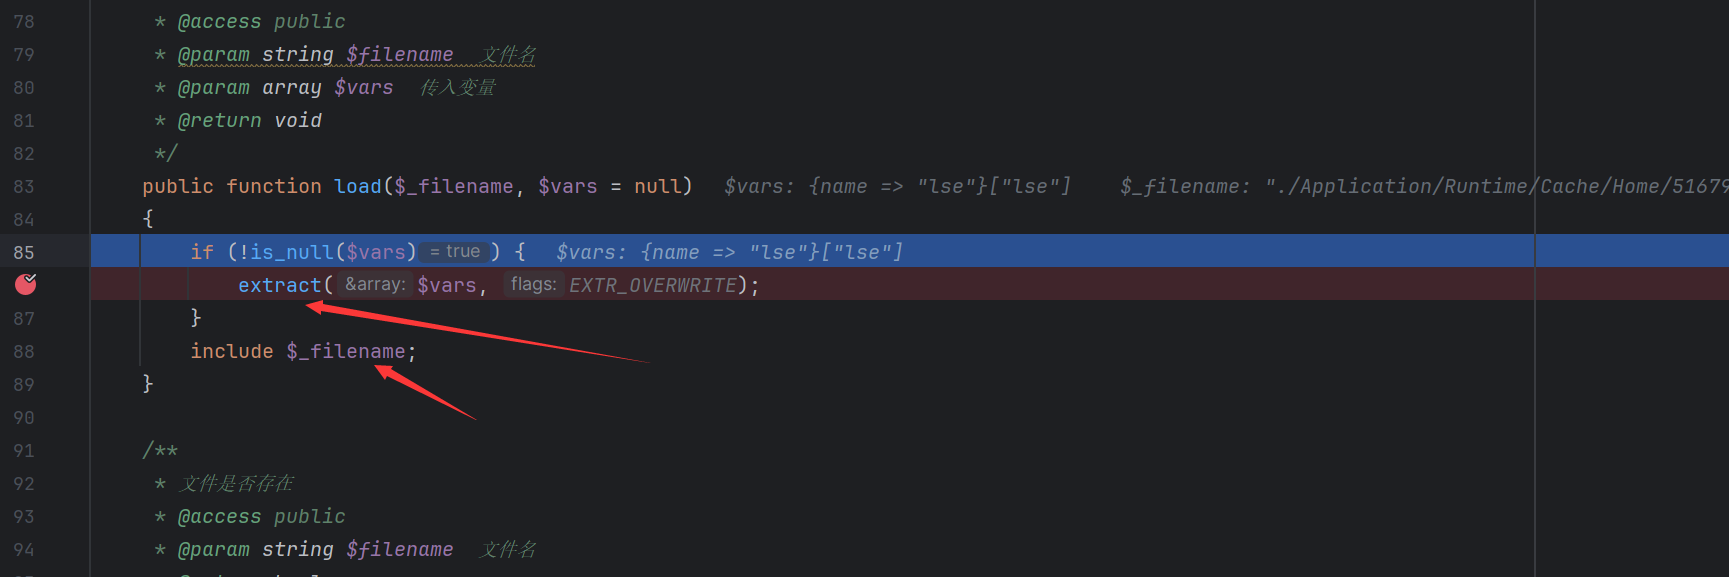 78 * @access public
79 * @param string $filename 文件名
80 * @param array $vars 传入变量
81 * @return void
82 */
83 public function load($_filename, $vars = null) $vars: {name => "lse"}["lse"] $_filename: "./Application/Runtime/Cache/Home/51679
84 {
85 if (!is_null($vars) = true) { $vars: {name => "lse"}["lse"]
extract( &array: $vars, flags: EXTR_OVERWRITE);
87 }
88 include $_filename;
89 }
90
91 /**
92 * 文件是否存在
93 * @access public
94 * @param string $filename 文件名